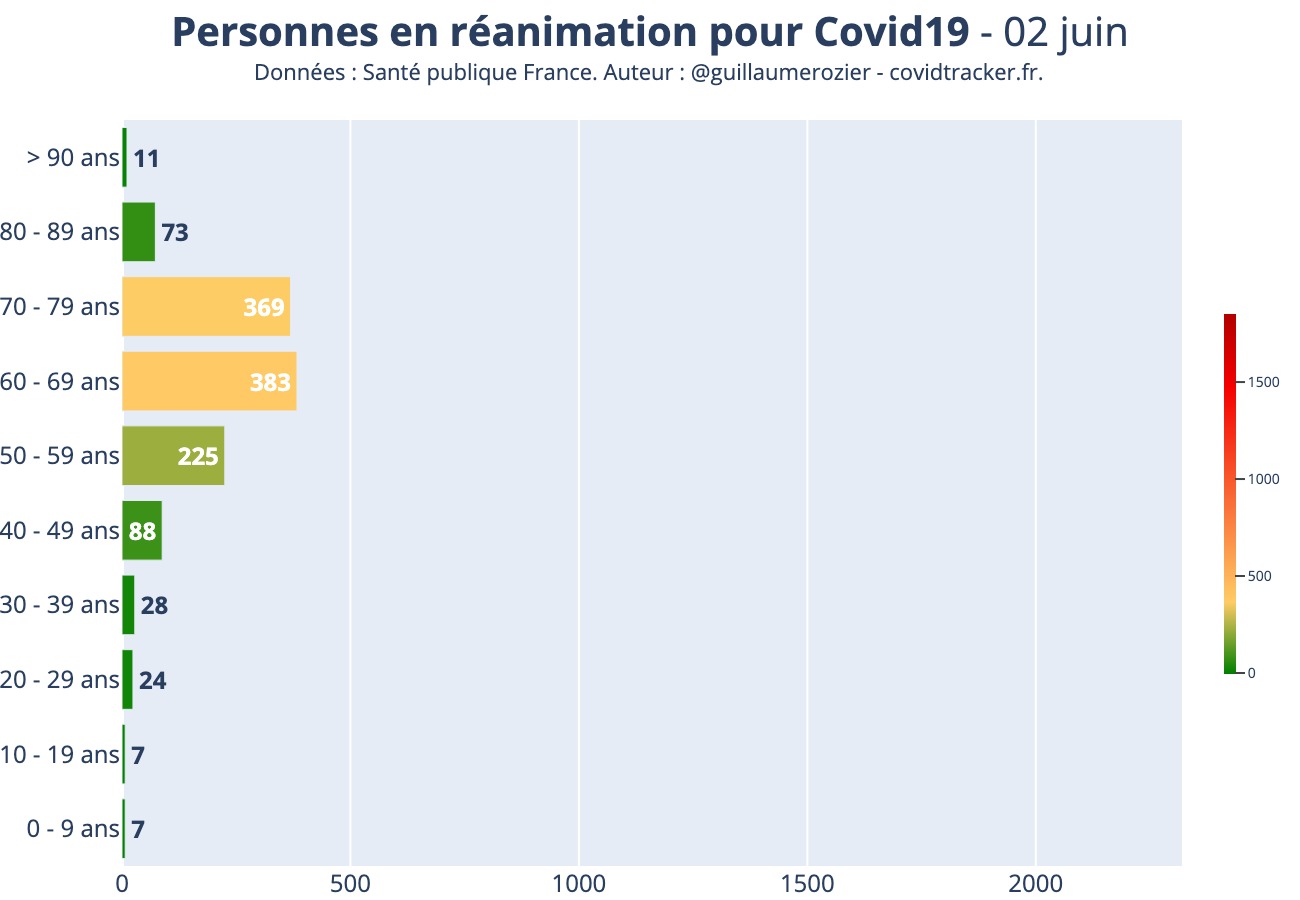 Personnes en réanimation pour Covid19 - 02 juin
Données : Santé publique France. Auteur : @guillaumerozier - covidtracker.fr.
> 90 ans 11
80 - 89 ans 73
70 - 79 ans 369
60 - 69 ans 383
50 - 59 ans 225
40 - 49 ans 88
30 - 39 ans 28
20 - 29 ans 24
10 - 19 ans 7
0 - 9 ans 7
0 500 1000 1500 2000
1500
1000
500
0